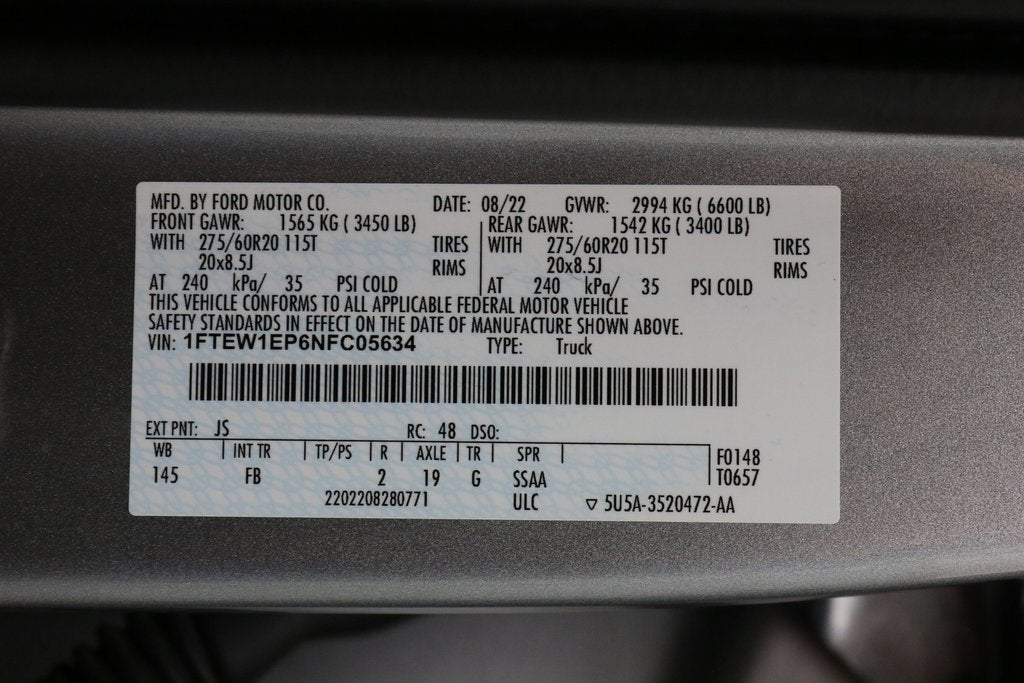 MFD. BY FORD MOTOR CO. DATE: 08/22 GVWR: 2994 KG ( 6600 LB)
FRONT GAWR: 1565 KG ( 3450 LB) REAR GAWR: 1542 KG ( 3400 LB)
WITH 275/60R20 115T TIRES WITH 275/60R20 115T TIRES
20x8.5J RIMS 20x8.5J RIMS
AT 240 kPa/ 35 PSI COLD AT 240 kPa/ 35 PSI COLD
THIS VEHICLE CONFORMS TO ALL APPLICABLE FEDERAL MOTOR VEHICLE
SAFETY STANDARDS IN EFFECT ON THE DATE OF MANUFACTURE SHOWN ABOVE.
VIN: 1FTEW1EP6NFC05634 TYPE: Truck
EXT PNT: JS RC: 48 DSO:
WB INT TR TP/PS R AXLE TR SPR F0148
145 FB 2 19 G SSAA T0657
2202208280771 ULC ▽ 5U5A-3520472-AA